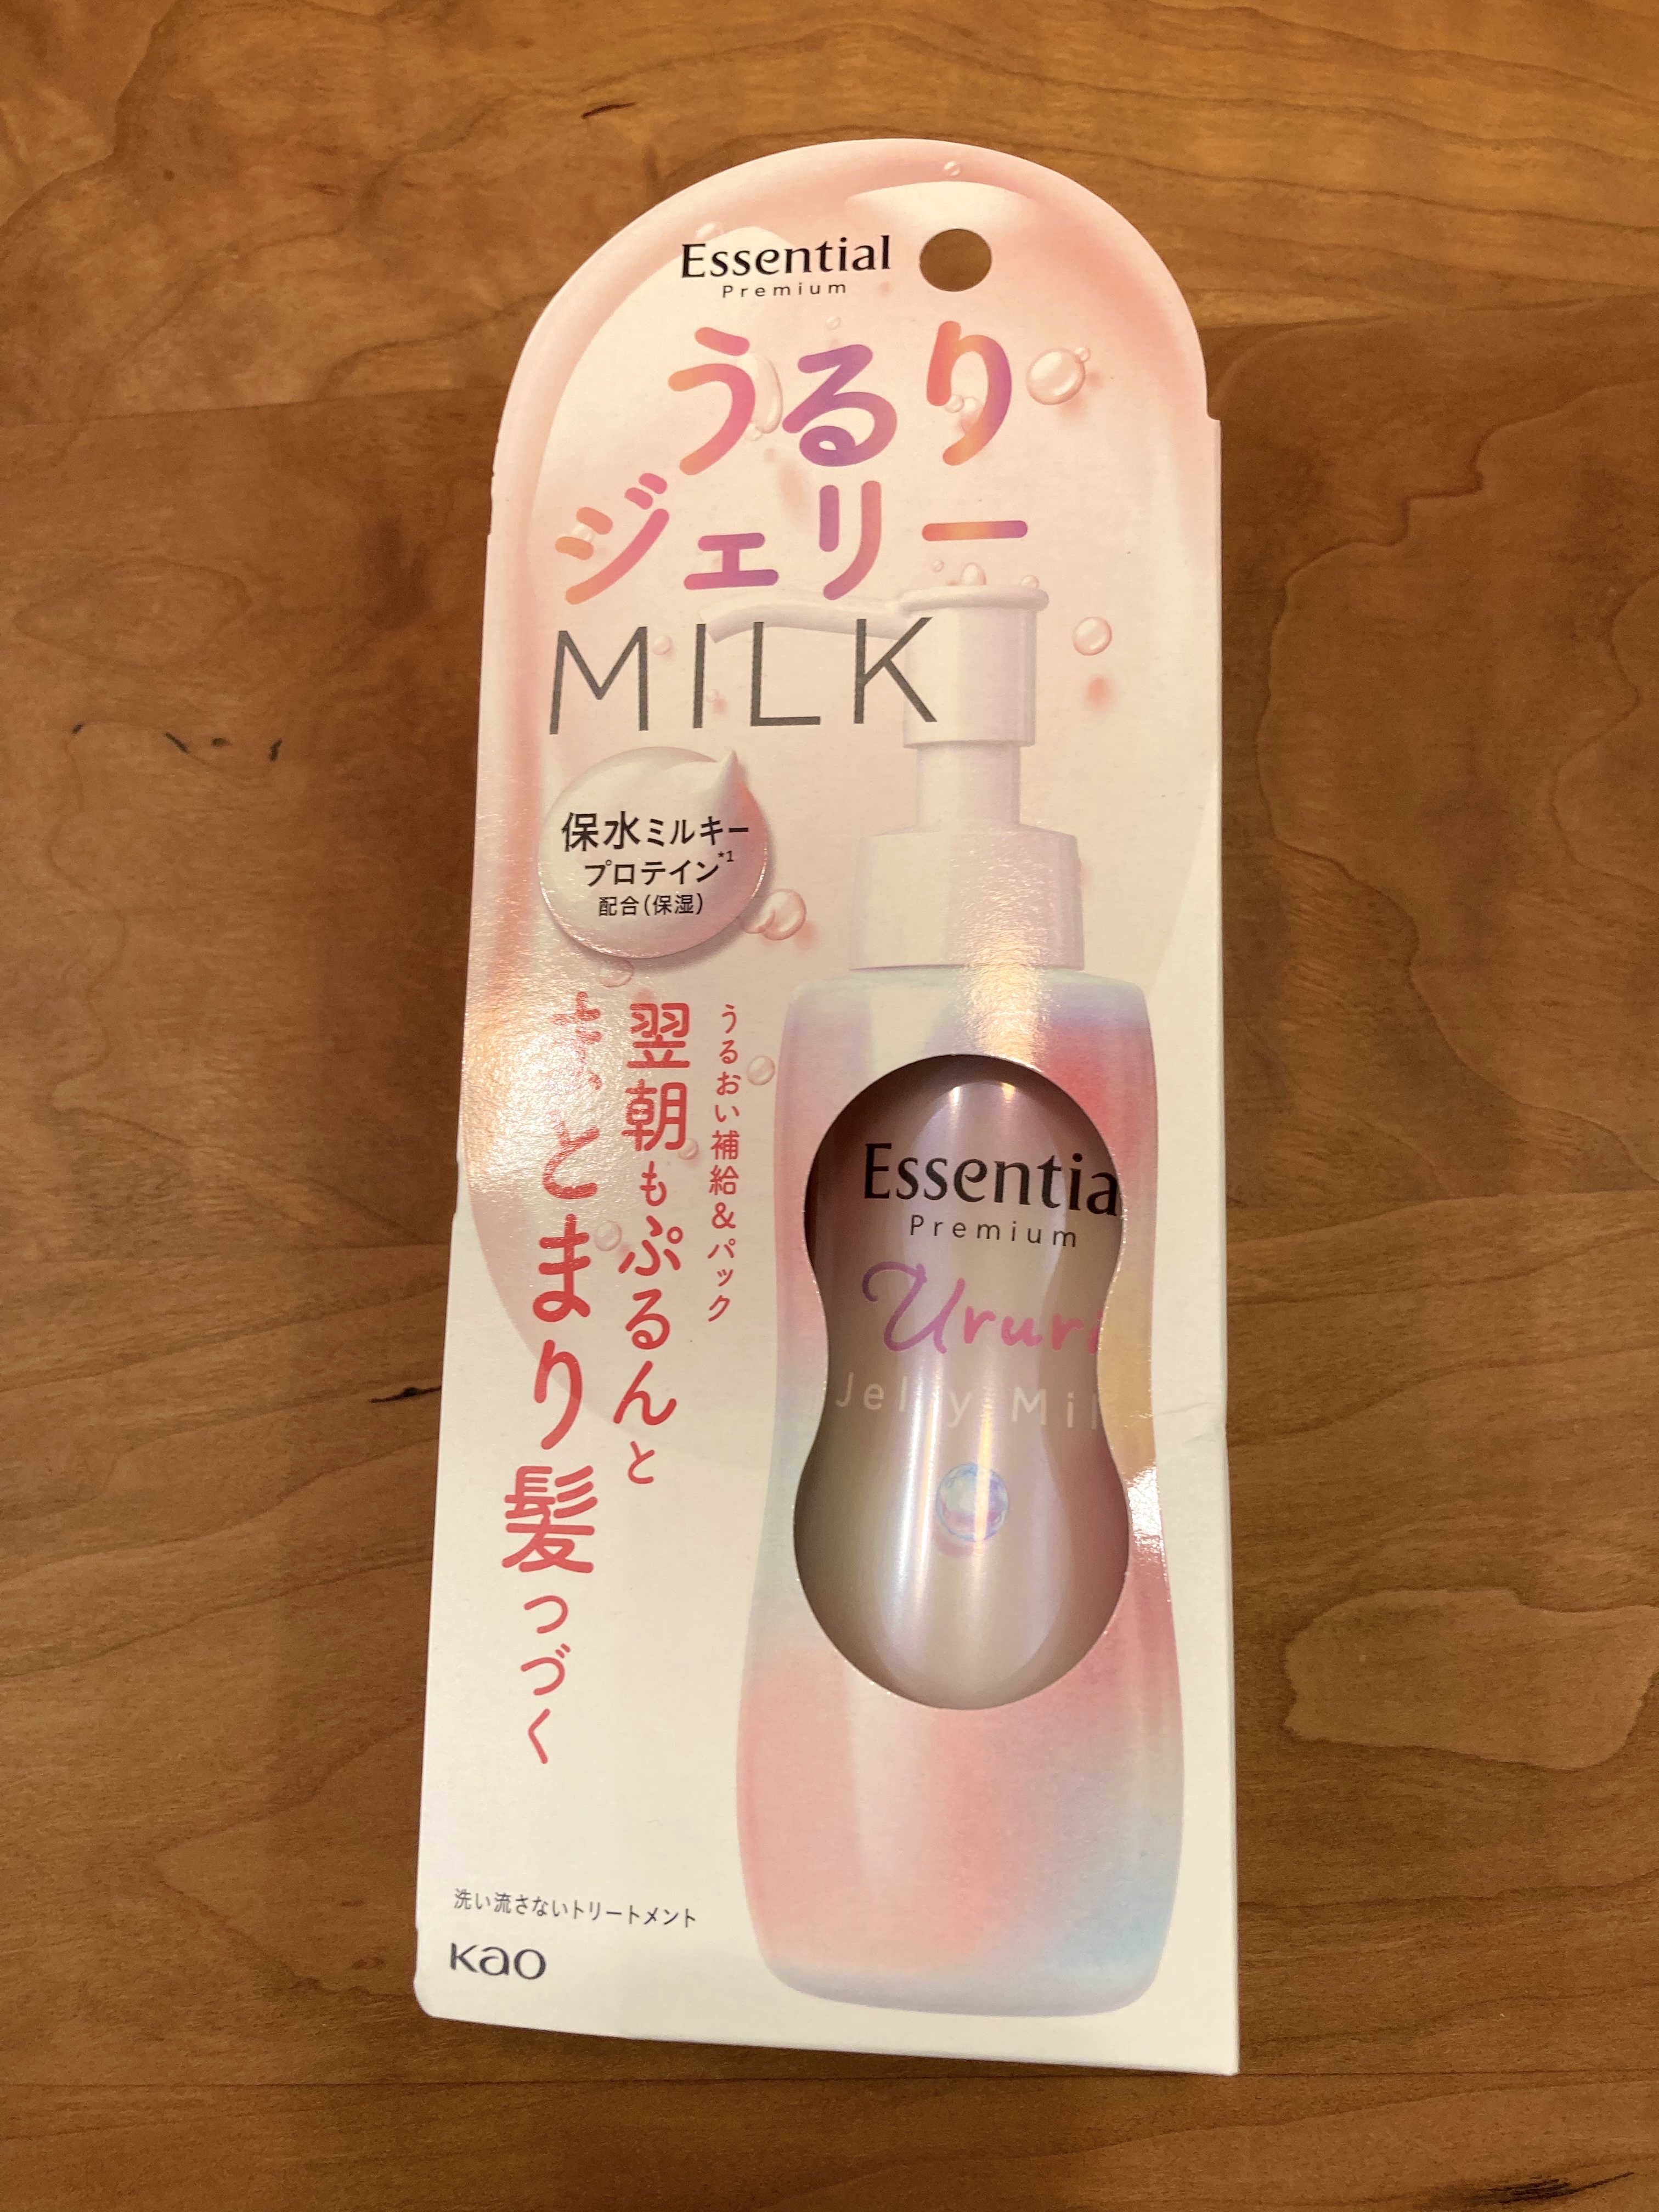 Essential
Premium
うるり
ジェリー
MILK
保水ミルキー
プロテイン*1
配合(保湿)
うるおい補給&パック
翌朝もぷるんと
まとまり髪つづく
Essentia
Premium
Ururi
Jelly Mil
洗い流さないトリートメント
Kao